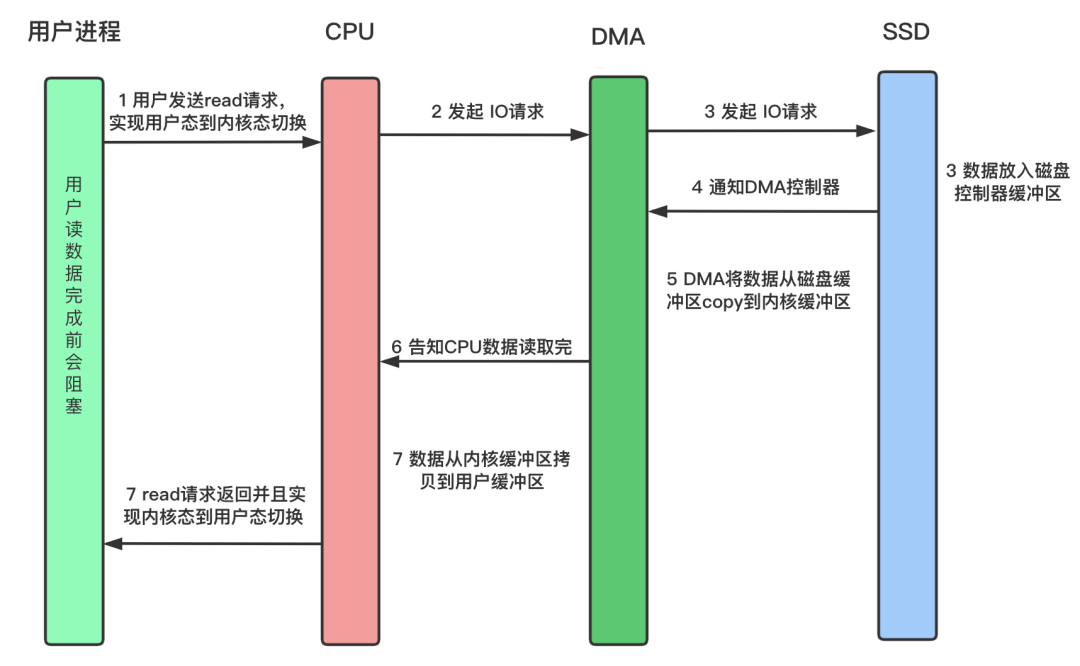 用户进程
CPU
DMA
SSD
1 用户发送read请求，
实现用户态到内核态切换
2 发起 IO请求
3 发起 IO请求
3 数据放入磁盘
控制器缓冲区
4 通知DMA控制器
用户读数据完成前会阻塞
5 DMA将数据从磁盘缓
冲区copy到内核缓冲区
6 告知CPU数据读取完
7 数据从内核缓冲区拷
贝到用户缓冲区
7 read请求返回并且实
现内核态到用户态切换